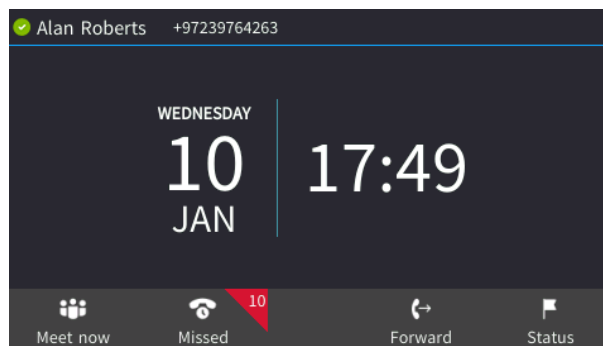 Alan Roberts +97239764263
WEDNESDAY
10
JAN
17:49
10
Meet now Missed Forward Status